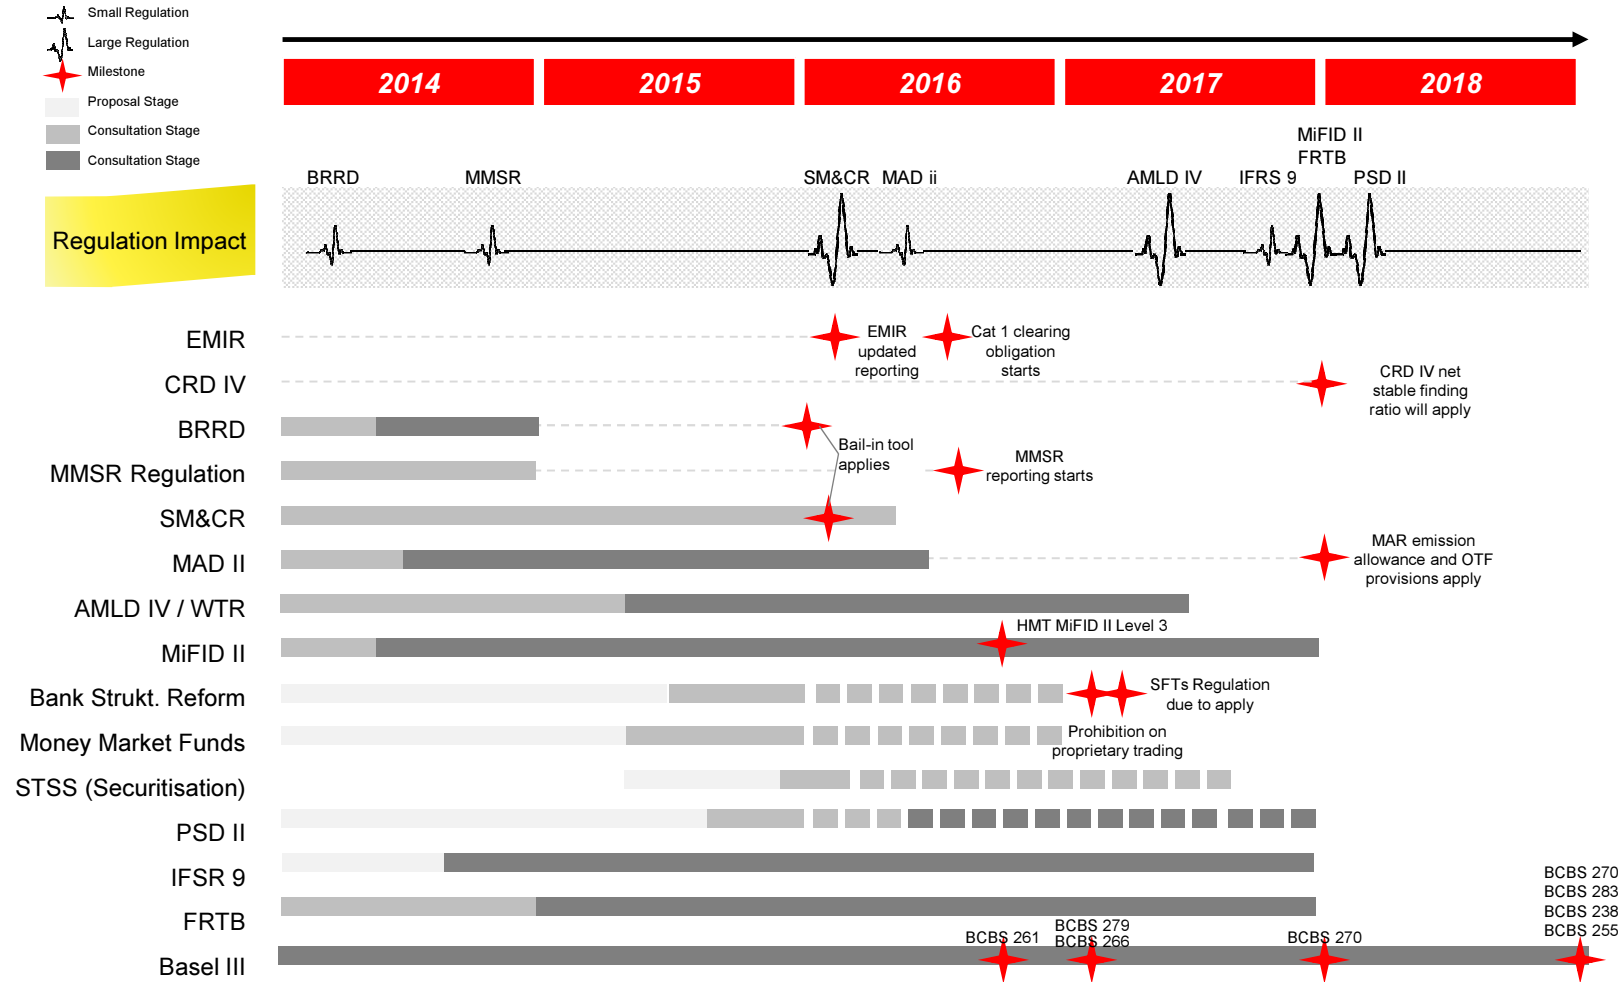 Small Regulation
Large Regulation
Milestone
Proposal Stage
Consultation Stage
Consultation Stage
2014
2015
2016
2017
2018
MiFID II
FRTB
BRRD
MMSR
SM&CR
MAD ii
AMLD IV
IFRS 9
PSD II
Regulation Impact
EMIR
EMIR
updated
reporting
Cat 1 clearing
obligation
starts
CRD IV
CRD IV net
stable finding
ratio will apply
BRRD
Bail-in tool
applies
MMSR Regulation
MMSR
reporting starts
SM&CR
MAD II
MAR emission
allowance and OTF
provisions apply
AMLD IV / WTR
MiFID II
HMT MiFID II Level 3
Bank Strukt. Reform
SFTs Regulation
due to apply
Money Market Funds
Prohibition on
proprietary trading
STSS (Securitisation)
PSD II
IFSR 9
FRTB
Basel III
BCBS 261
BCBS 279
BCBS 266
BCBS 270
BCBS 270
BCBS 283
BCBS 238
BCBS 255